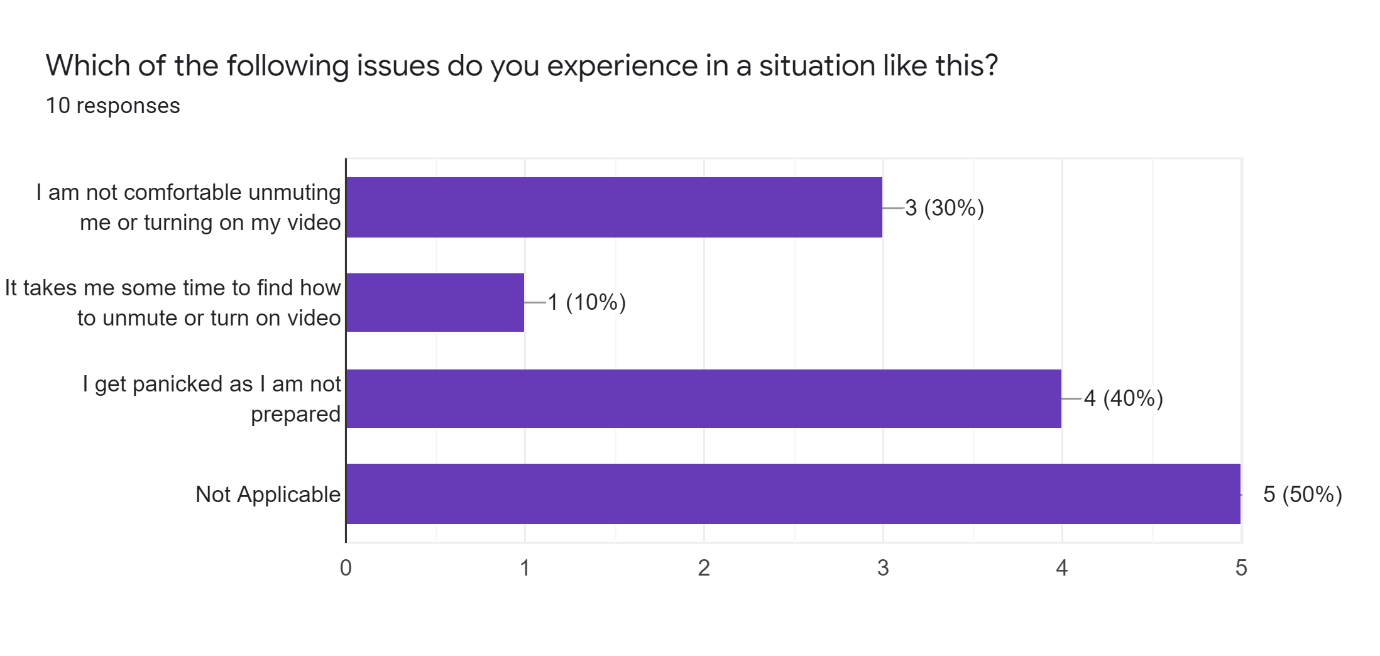 Which of the following issues do you experience in a situation like this?
10 responses
I am not comfortable unmuting
me or turning on my video
3 (30%)
It takes me some time to find how
to unmute or turn on video
1 (10%)
I get panicked as I am not
prepared
4 (40%)
Not Applicable
5 (50%)
0 1 2 3 4 5